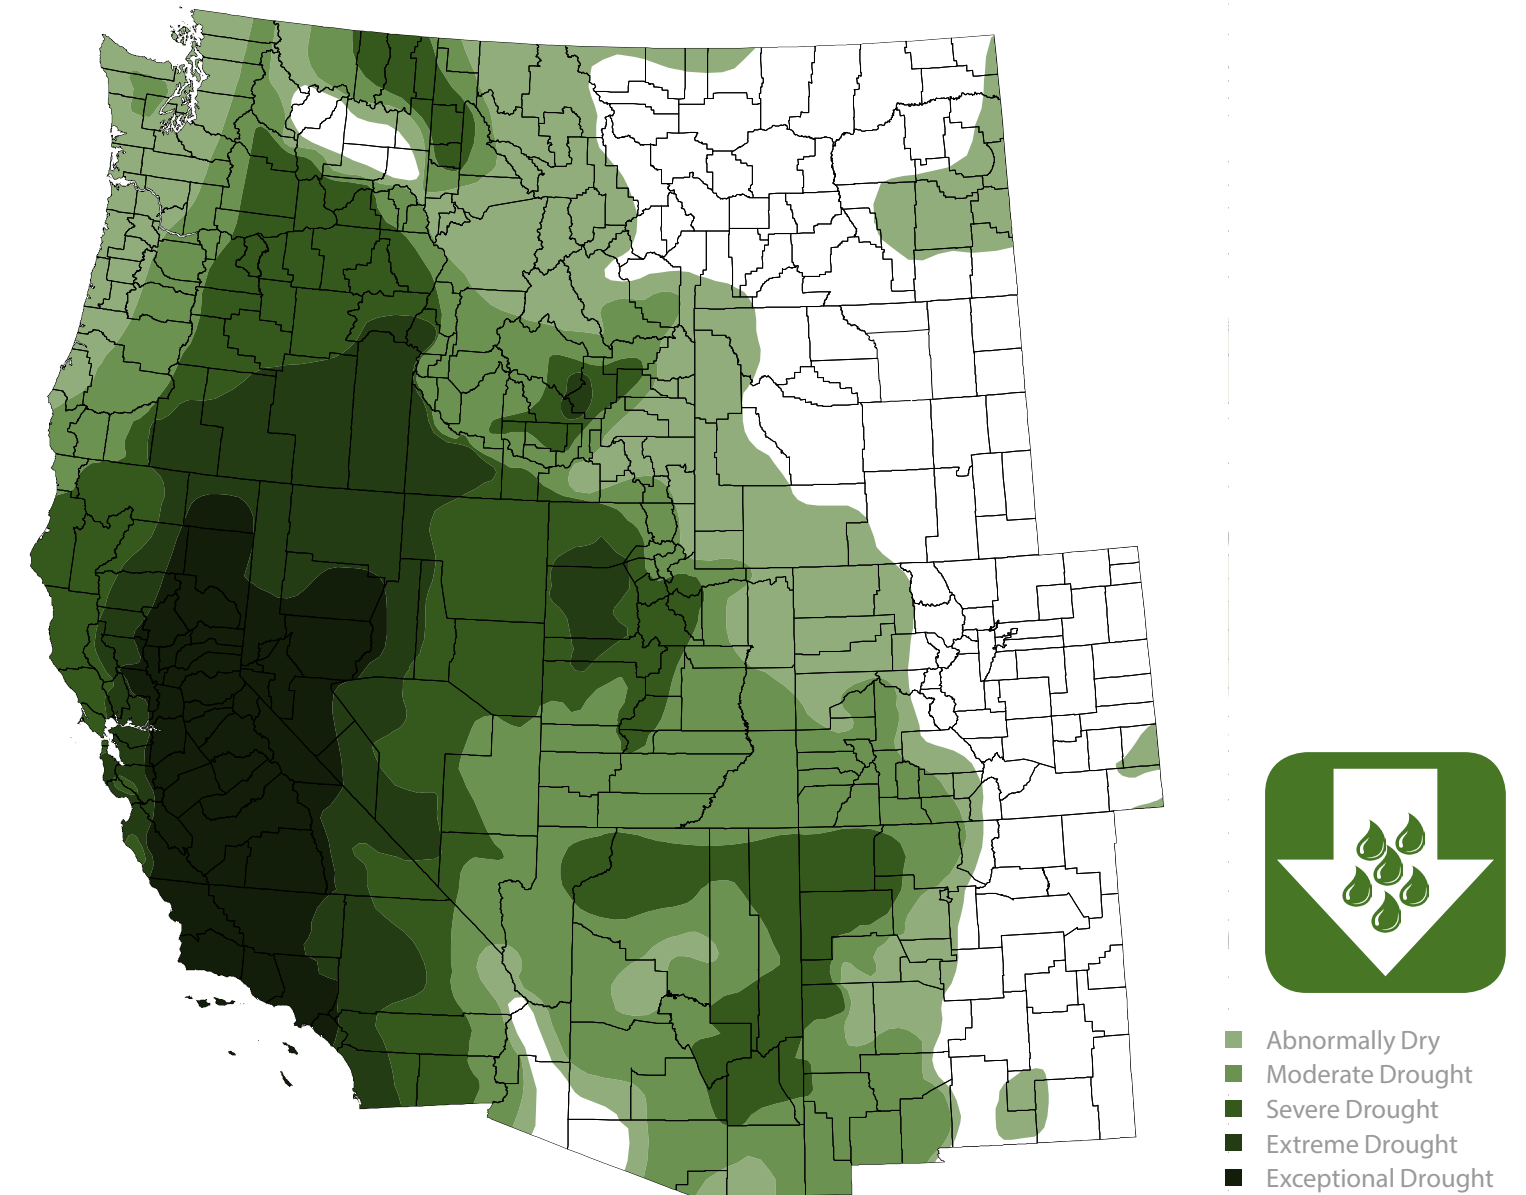 Abnormally Dry
Moderate Drought
Severe Drought
Extreme Drought
Exceptional Drought